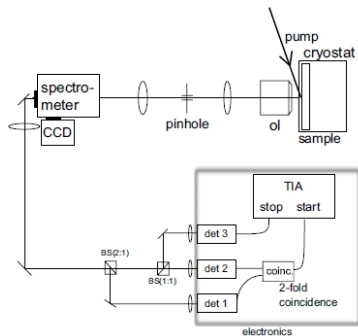 pump
cryostat
spectro-
meter
CCD
pinhole
ol
sample
TIA
stop start
det 3
BS(2:1)
BS(1:1)
det 2
coinc.
2-fold
coincidence
det 1
electronics